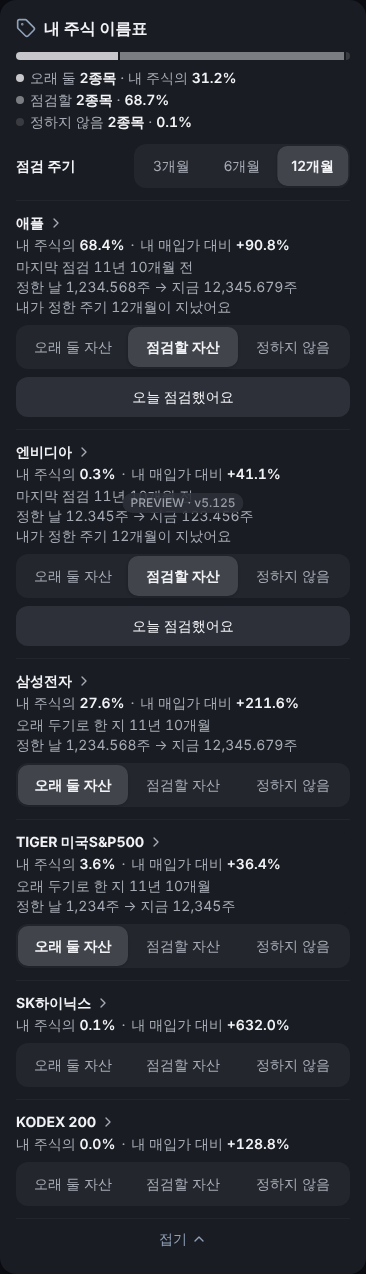 내 주식 이름표
오래 둘 2종목 · 내 주식의 31.2%
점검할 2종목 · 68.7%
정하지 않음 2종목 · 0.1%
점검 주기 3개월 6개월 12개월
애플
내 주식의 68.4% · 내 매입가 대비 +90.8%
마지막 점검 11년 10개월 전
정한 날 1,234.568주 → 지금 12,345.679주
내가 정한 주기 12개월이 지났어요
오래 둘 자산 점검할 자산 정하지 않음
오늘 점검했어요
엔비디아
내 주식의 0.3% · 내 매입가 대비 +41.1%
마지막 점검 11년 10개월 전
PREVIEW · v5.125
정한 날 12.345주 → 지금 123.456주
내가 정한 주기 12개월이 지났어요
오래 둘 자산 점검할 자산 정하지 않음
오늘 점검했어요
삼성전자
내 주식의 27.6% · 내 매입가 대비 +211.6%
오래 두기로 한 지 11년 10개월
정한 날 1,234.568주 → 지금 12,345.679주
오래 둘 자산 점검할 자산 정하지 않음
TIGER 미국S&P500
내 주식의 3.6% · 내 매입가 대비 +36.4%
오래 두기로 한 지 11년 10개월
정한 날 1,234주 → 지금 12,345주
오래 둘 자산 점검할 자산 정하지 않음
SK하이닉스
내 주식의 0.1% · 내 매입가 대비 +632.0%
오래 둘 자산 점검할 자산 정하지 않음
KODEX 200
내 주식의 0.0% · 내 매입가 대비 +128.8%
오래 둘 자산 점검할 자산 정하지 않음
접기